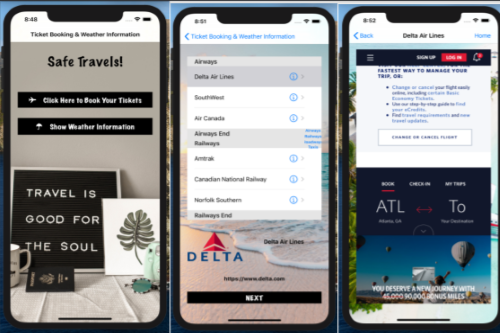 8:48
Ticket Booking & Weather Information
Safe Travels!
Click Here to Book Your Tickets
Show Weather Information
TRAVEL IS
GOOD FOR
THE SOUL
8:51
Ticket Booking & Weather Information
Airways
Delta Air Lines
SouthWest
Air Canada
Airways End
Railways
Airways
Railways
Amtrak
Canadian National Railway
Norfolk Southern
Railways End
DELTA
Delta Air Lines
https://www.delta.com
NEXT
8:52
Back
Delta Air Lines
Home
SIGN UP
LOG IN
FASTEST WAY TO MANAGE YOUR
TRIP, OR:
Change or cancel your flight easily
online, including certain Basic
Economy Tickets.
Use our step-by-step guide to find
your eCredits.
Find travel requirements and new
travel updates.
CHANGE OR CANCEL FLIGHT
BOOK
CHECK-IN
MY TRIPS
ATL
To
Atlanta, GA
Your Destination
YOU DESERVE A NEW JOURNEY WITH
45,000 90,000 BONUS MILES